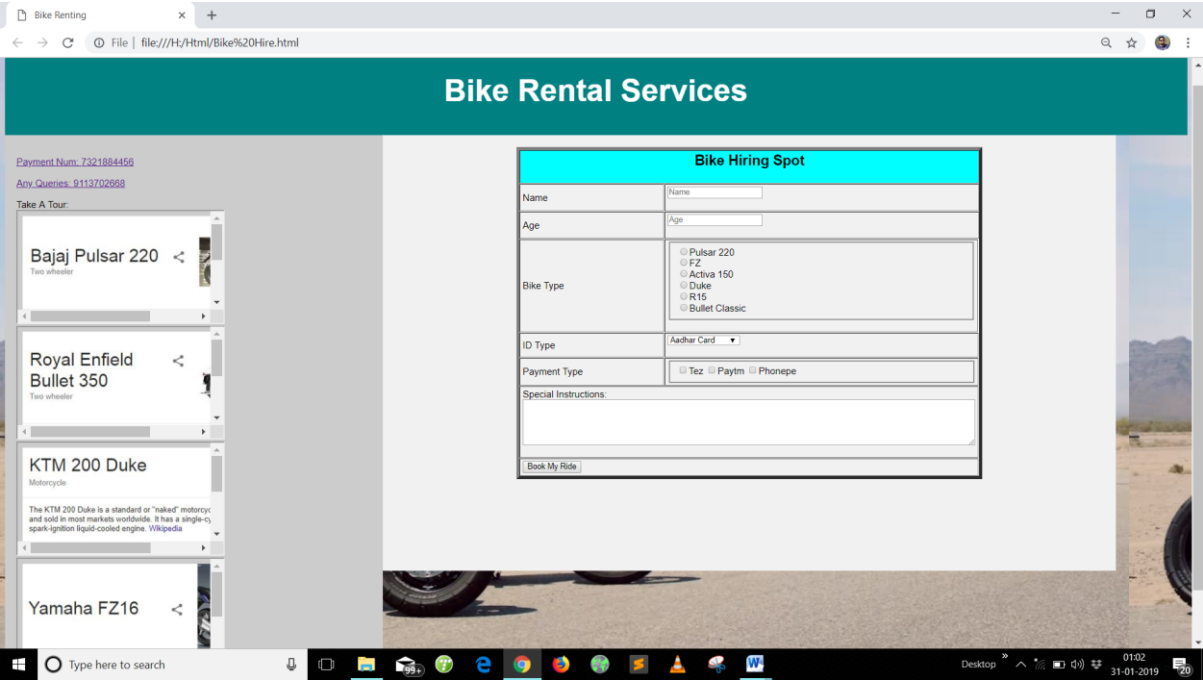 Bike Renting
File | file:///H:/Html/Bike%20Hire.html
Bike Rental Services
Payment Num: 7321884456
Any Queries: 9113702668
Take A Tour:
Bajaj Pulsar 220
Two wheeler
Royal Enfield
Bullet 350
Two wheeler
KTM 200 Duke
Motorcycle
The KTM 200 Duke is a standard or "naked" motorcyc
and sold in most markets worldwide. It has a single-cy
spark-ignition liquid-cooled engine. Wikipedia
Yamaha FZ16
Bike Hiring Spot
Name
Name
Age
Age
Bike Type
Pulsar 220
FZ
Activa 150
Duke
R15
Bullet Classic
ID Type
Aadhar Card
Payment Type
Tez Paytm Phonepe
Special Instructions:
Book My Ride
Type here to search
99+
Desktop
01:02
31-01-2019
20